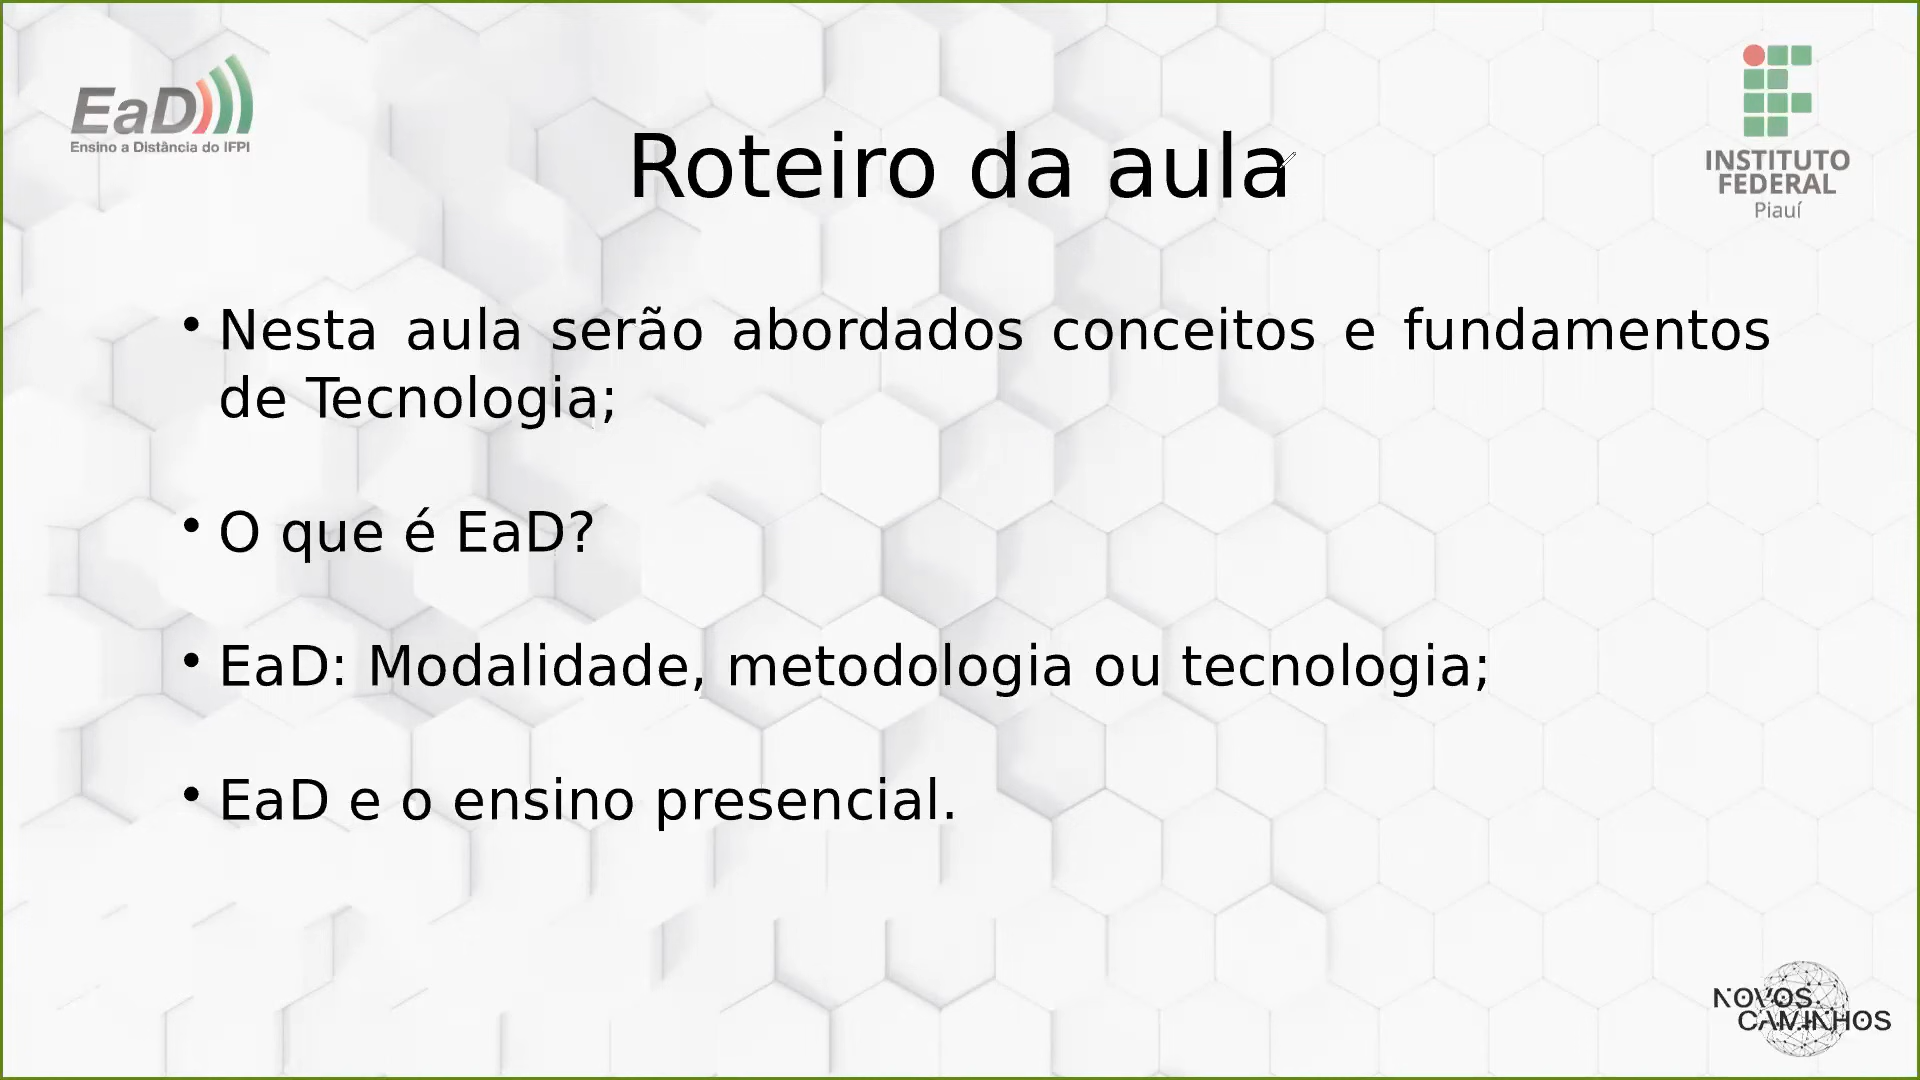 EaD
Ensino a Distância do IFPI
INSTITUTO
FEDERAL
Piauí
Roteiro da aula
• Nesta aula serão abordados conceitos e fundamentos
de Tecnologia;
• O que é EaD?
• EaD: Modalidade, metodologia ou tecnologia;
• EaD e o ensino presencial.
NOVOS
CAMINHOS